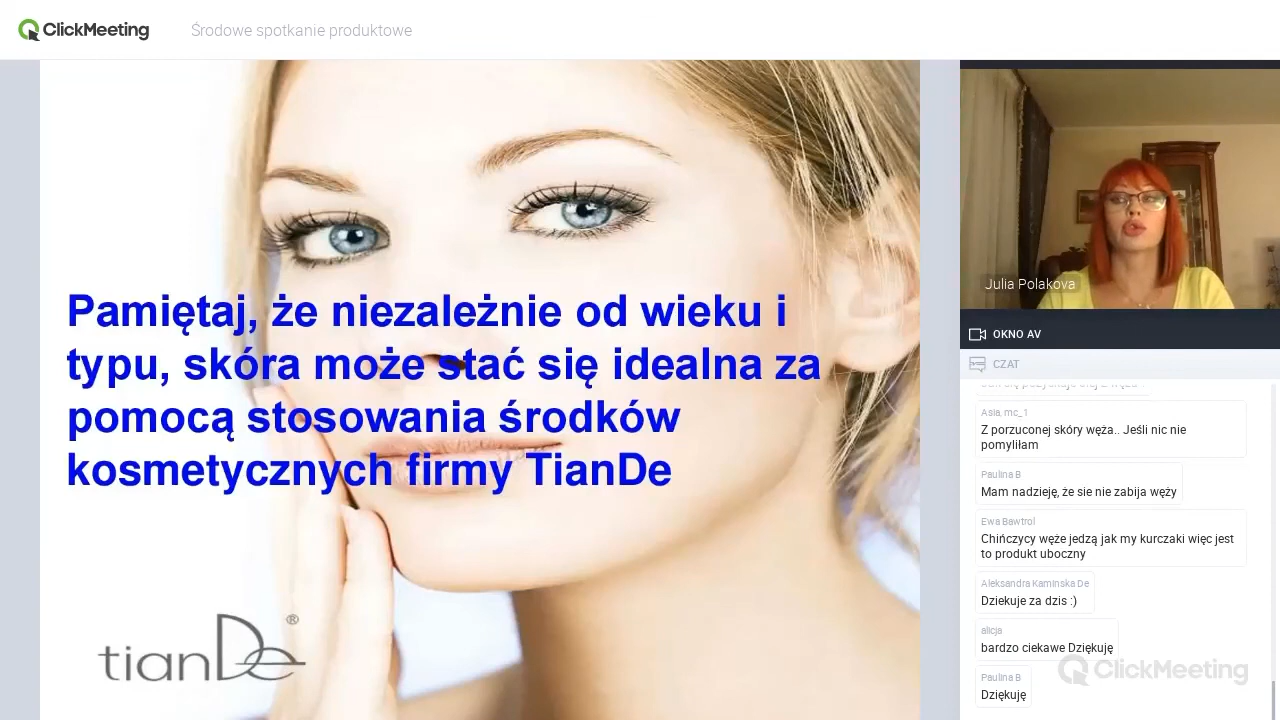 ClickMeeting
Środowe spotkanie produktowe
Pamiętaj, że niezależnie od wieku i
typu, skóra może stać się idealna za
pomocą stosowania środków
kosmetycznych firmy TianDe
tianDe®
Julia Polakova
OKNO AV
CZAT
Asia, mc_1
Z porzuconej skóry węża.. Jeśli nic nie
pomyliłam
Paulina B
Mam nadzieję, że sie nie zabija węży
Ewa Bawtrol
Chińczycy węże jedzą jak my kurczaki więc jest
to produkt uboczny
Aleksandra Kaminska De
Dziekuje za dzis :)
alicja
bardzo ciekawe Dziękuję
Paulina B
Dziękuję
ClickMeeting